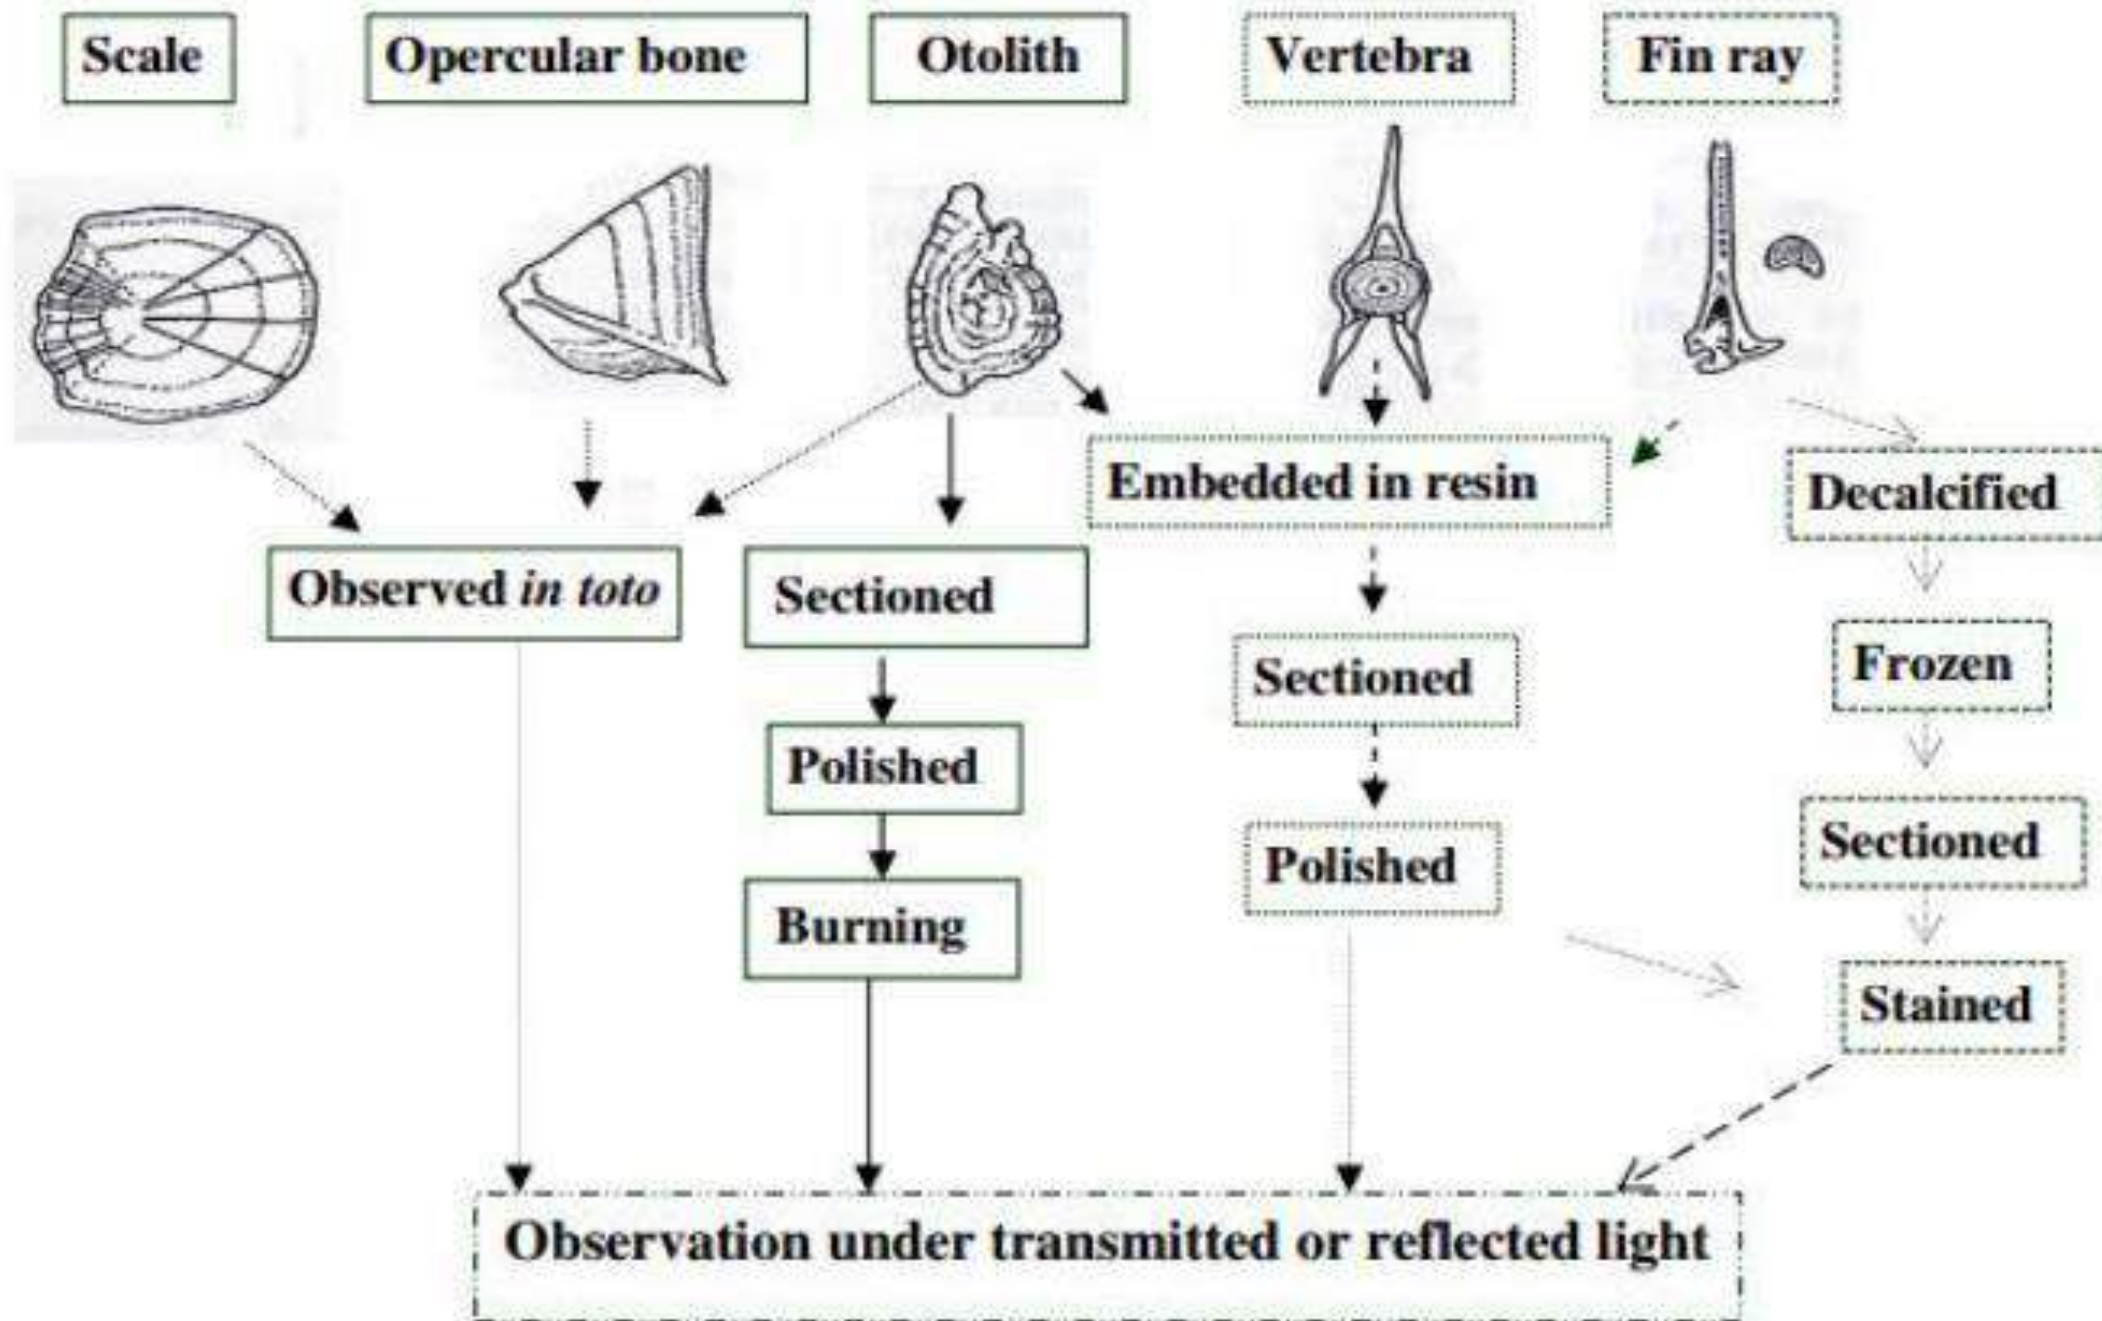 Scale
Opercular bone
Otolith
Vertebra
Fin ray
Embedded in resin
Decalcified
Observed in toto
Sectioned
Sectioned
Frozen
Polished
Polished
Sectioned
Burning
Stained
Observation under transmitted or reflected light